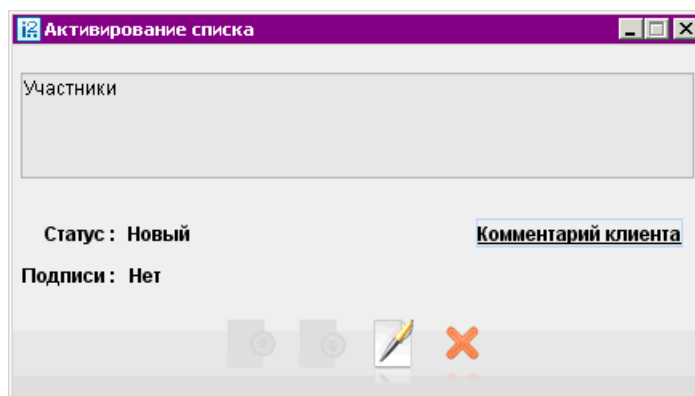 Активирование списка
Участники
Статус : Новый
Комментарий клиента
Подписи : Нет